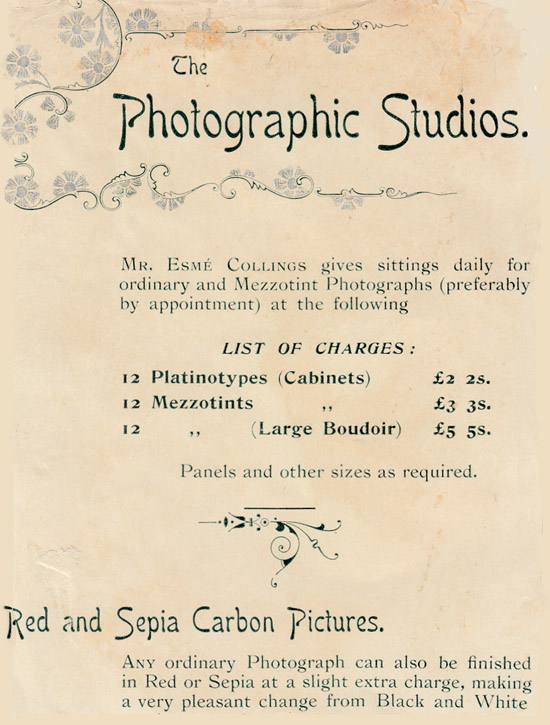 The
Photographic Studios.
MR. ESMÉ COLLINGS gives sittings daily for
ordinary and Mezzotint Photographs (preferably
by appointment) at the following
LIST OF CHARGES:
12 Platinotypes (Cabinets) £2 2s.
12 Mezzotints ,, £3 3s.
12 ,, (Large Boudoir) £5 5s.
Panels and other sizes as required.
Red and Sepia Carbon Pictures.
ANY ordinary Photograph can also be finished
in Red or Sepia at a slight extra charge, making
a very pleasant change from Black and White